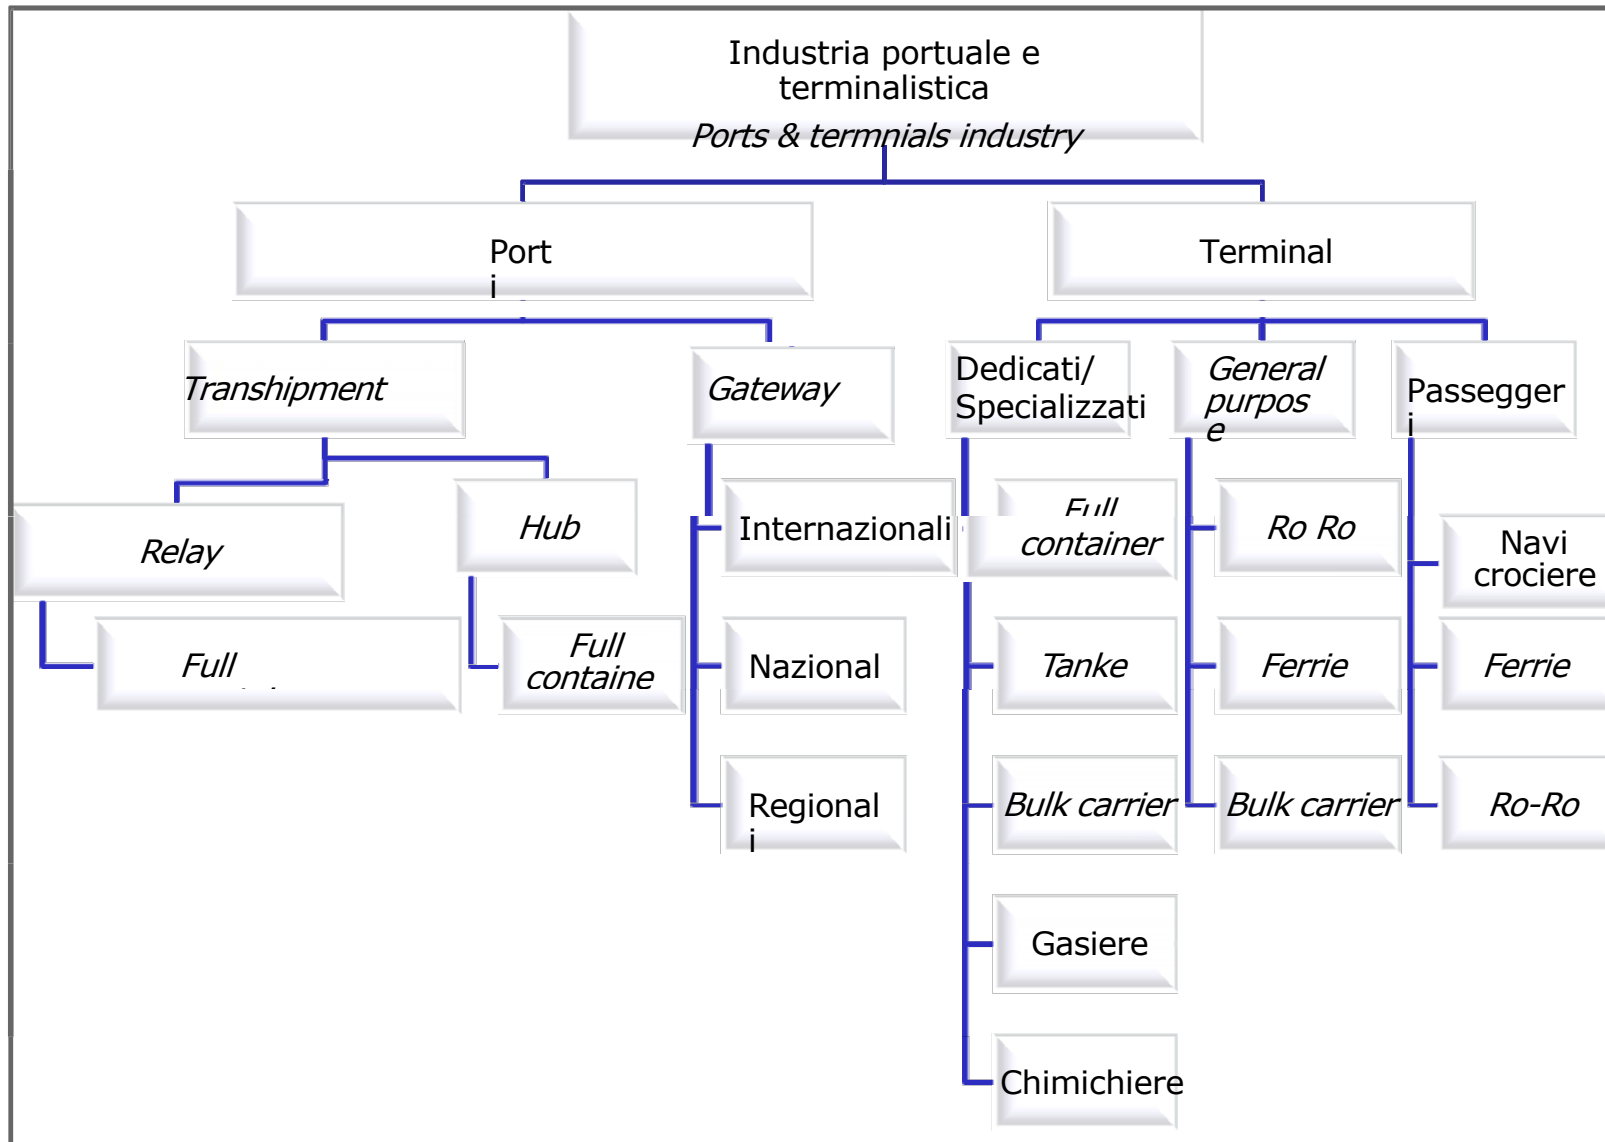 Industria portuale e
terminalistica
Ports & termnials industry
Port
i
Terminal
Transhipment
Gateway
Dedicati/
Specializzati
General
purpos
e
Passegger
i
Relay
Hub
Internazionali
Full
container
Ro Ro
Navi
crociere
Full
Full
containe
Nazional
Tanke
Ferrie
Ferrie
Regional
i
Bulk carrier
Bulk carrier
Ro-Ro
Gasiere
Chimichiere